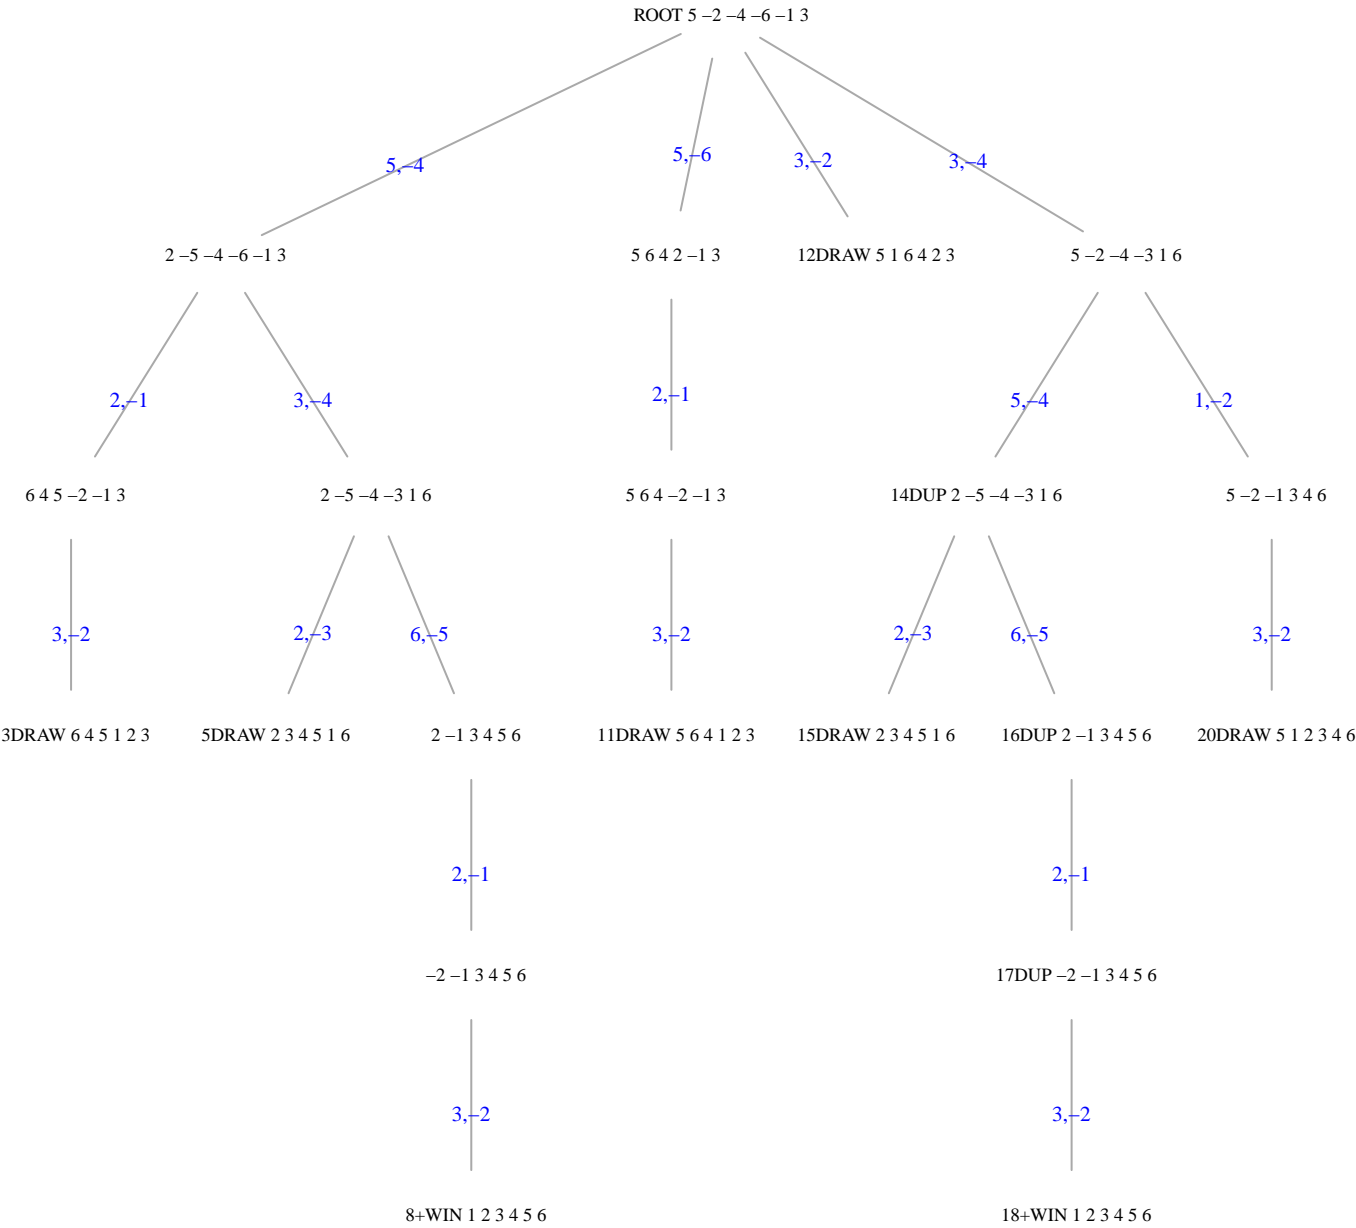 ROOT 5 –2 –4 –6 –1 3
5,–4
5,–6
3,–2
3,–4
2 –5 –4 –6 –1 3
5 6 4 2 –1 3
12DRAW 5 1 6 4 2 3
5 –2 –4 –3 1 6
2,–1
3,–4
2,–1
5,–4
1,–2
6 4 5 –2 –1 3
2 –5 –4 –3 1 6
5 6 4 –2 –1 3
14DUP 2 –5 –4 –3 1 6
5 –2 –1 3 4 6
3,–2
2,–3
6,–5
3,–2
2,–3
6,–5
3,–2
3DRAW 6 4 5 1 2 3
5DRAW 2 3 4 5 1 6
2 –1 3 4 5 6
11DRAW 5 6 4 1 2 3
15DRAW 2 3 4 5 1 6
16DUP 2 –1 3 4 5 6
20DRAW 5 1 2 3 4 6
2,–1
2,–1
–2 –1 3 4 5 6
17DUP –2 –1 3 4 5 6
3,–2
3,–2
8+WIN 1 2 3 4 5 6
18+WIN 1 2 3 4 5 6